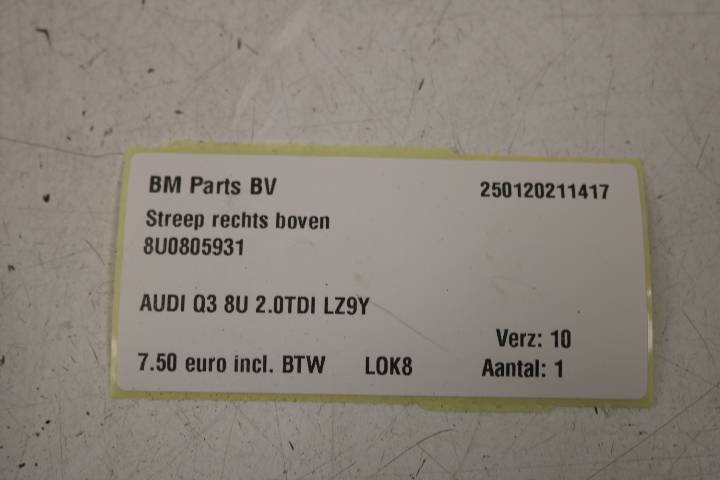 BM Parts BV 250120211417
Streep rechts boven
8U0805931
AUDI Q3 8U 2.0TDI LZ9Y
Verz: 10
7.50 euro incl. BTW LOK8 Aantal: 1